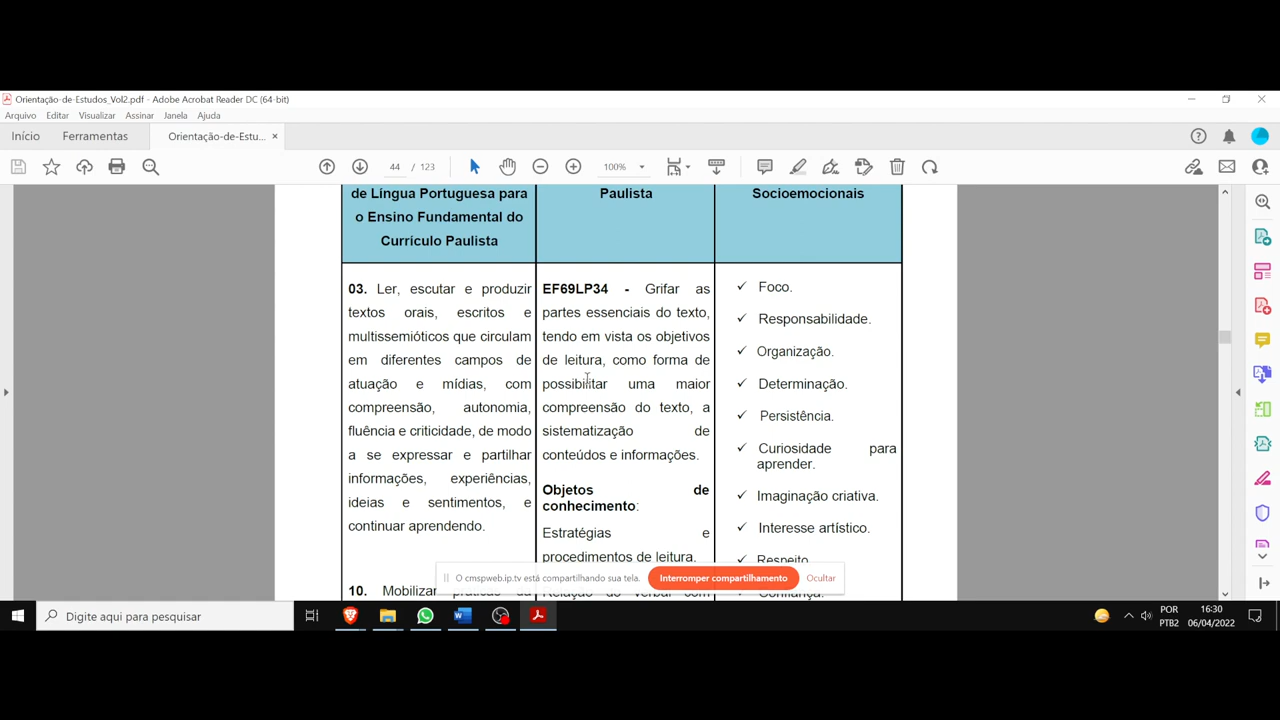 Orientação-de-Estudos_Vol2.pdf - Adobe Acrobat Reader DC (64-bit)
Arquivo Editar Visualizar Assinar Janela Ajuda
Início Ferramentas Orientação-de-Estu... ×
44 / 123 100%
de Língua Portuguesa para
o Ensino Fundamental do
Currículo Paulista
Paulista
Socioemocionais
03. Ler, escutar e produzir
textos orais, escritos e
multissemióticos que circulam
em diferentes campos de
atuação e mídias, com
compreensão, autonomia,
fluência e criticidade, de modo
a se expressar e partilhar
informações, experiências,
ideias e sentimentos, e
continuar aprendendo.
10. Mobilizar práticas da
EF69LP34 - Grifar as
partes essenciais do texto,
tendo em vista os objetivos
de leitura, como forma de
possibilitar uma maior
compreensão do texto, a
sistematização de
conteúdos e informações.
Objetos de
conhecimento:
Estratégias e
procedimentos de leitura.
Relação do verbal com
✓ Foco.
✓ Responsabilidade.
✓ Organização.
✓ Determinação.
✓ Persistência.
✓ Curiosidade para
aprender.
✓ Imaginação criativa.
✓ Interesse artístico.
✓ Respeito.
✓ Confiança.
O cmspweb.ip.tv está compartilhando sua tela. Interromper compartilhamento Ocultar
Digite aqui para pesquisar
POR
PTB2
16:30
06/04/2022